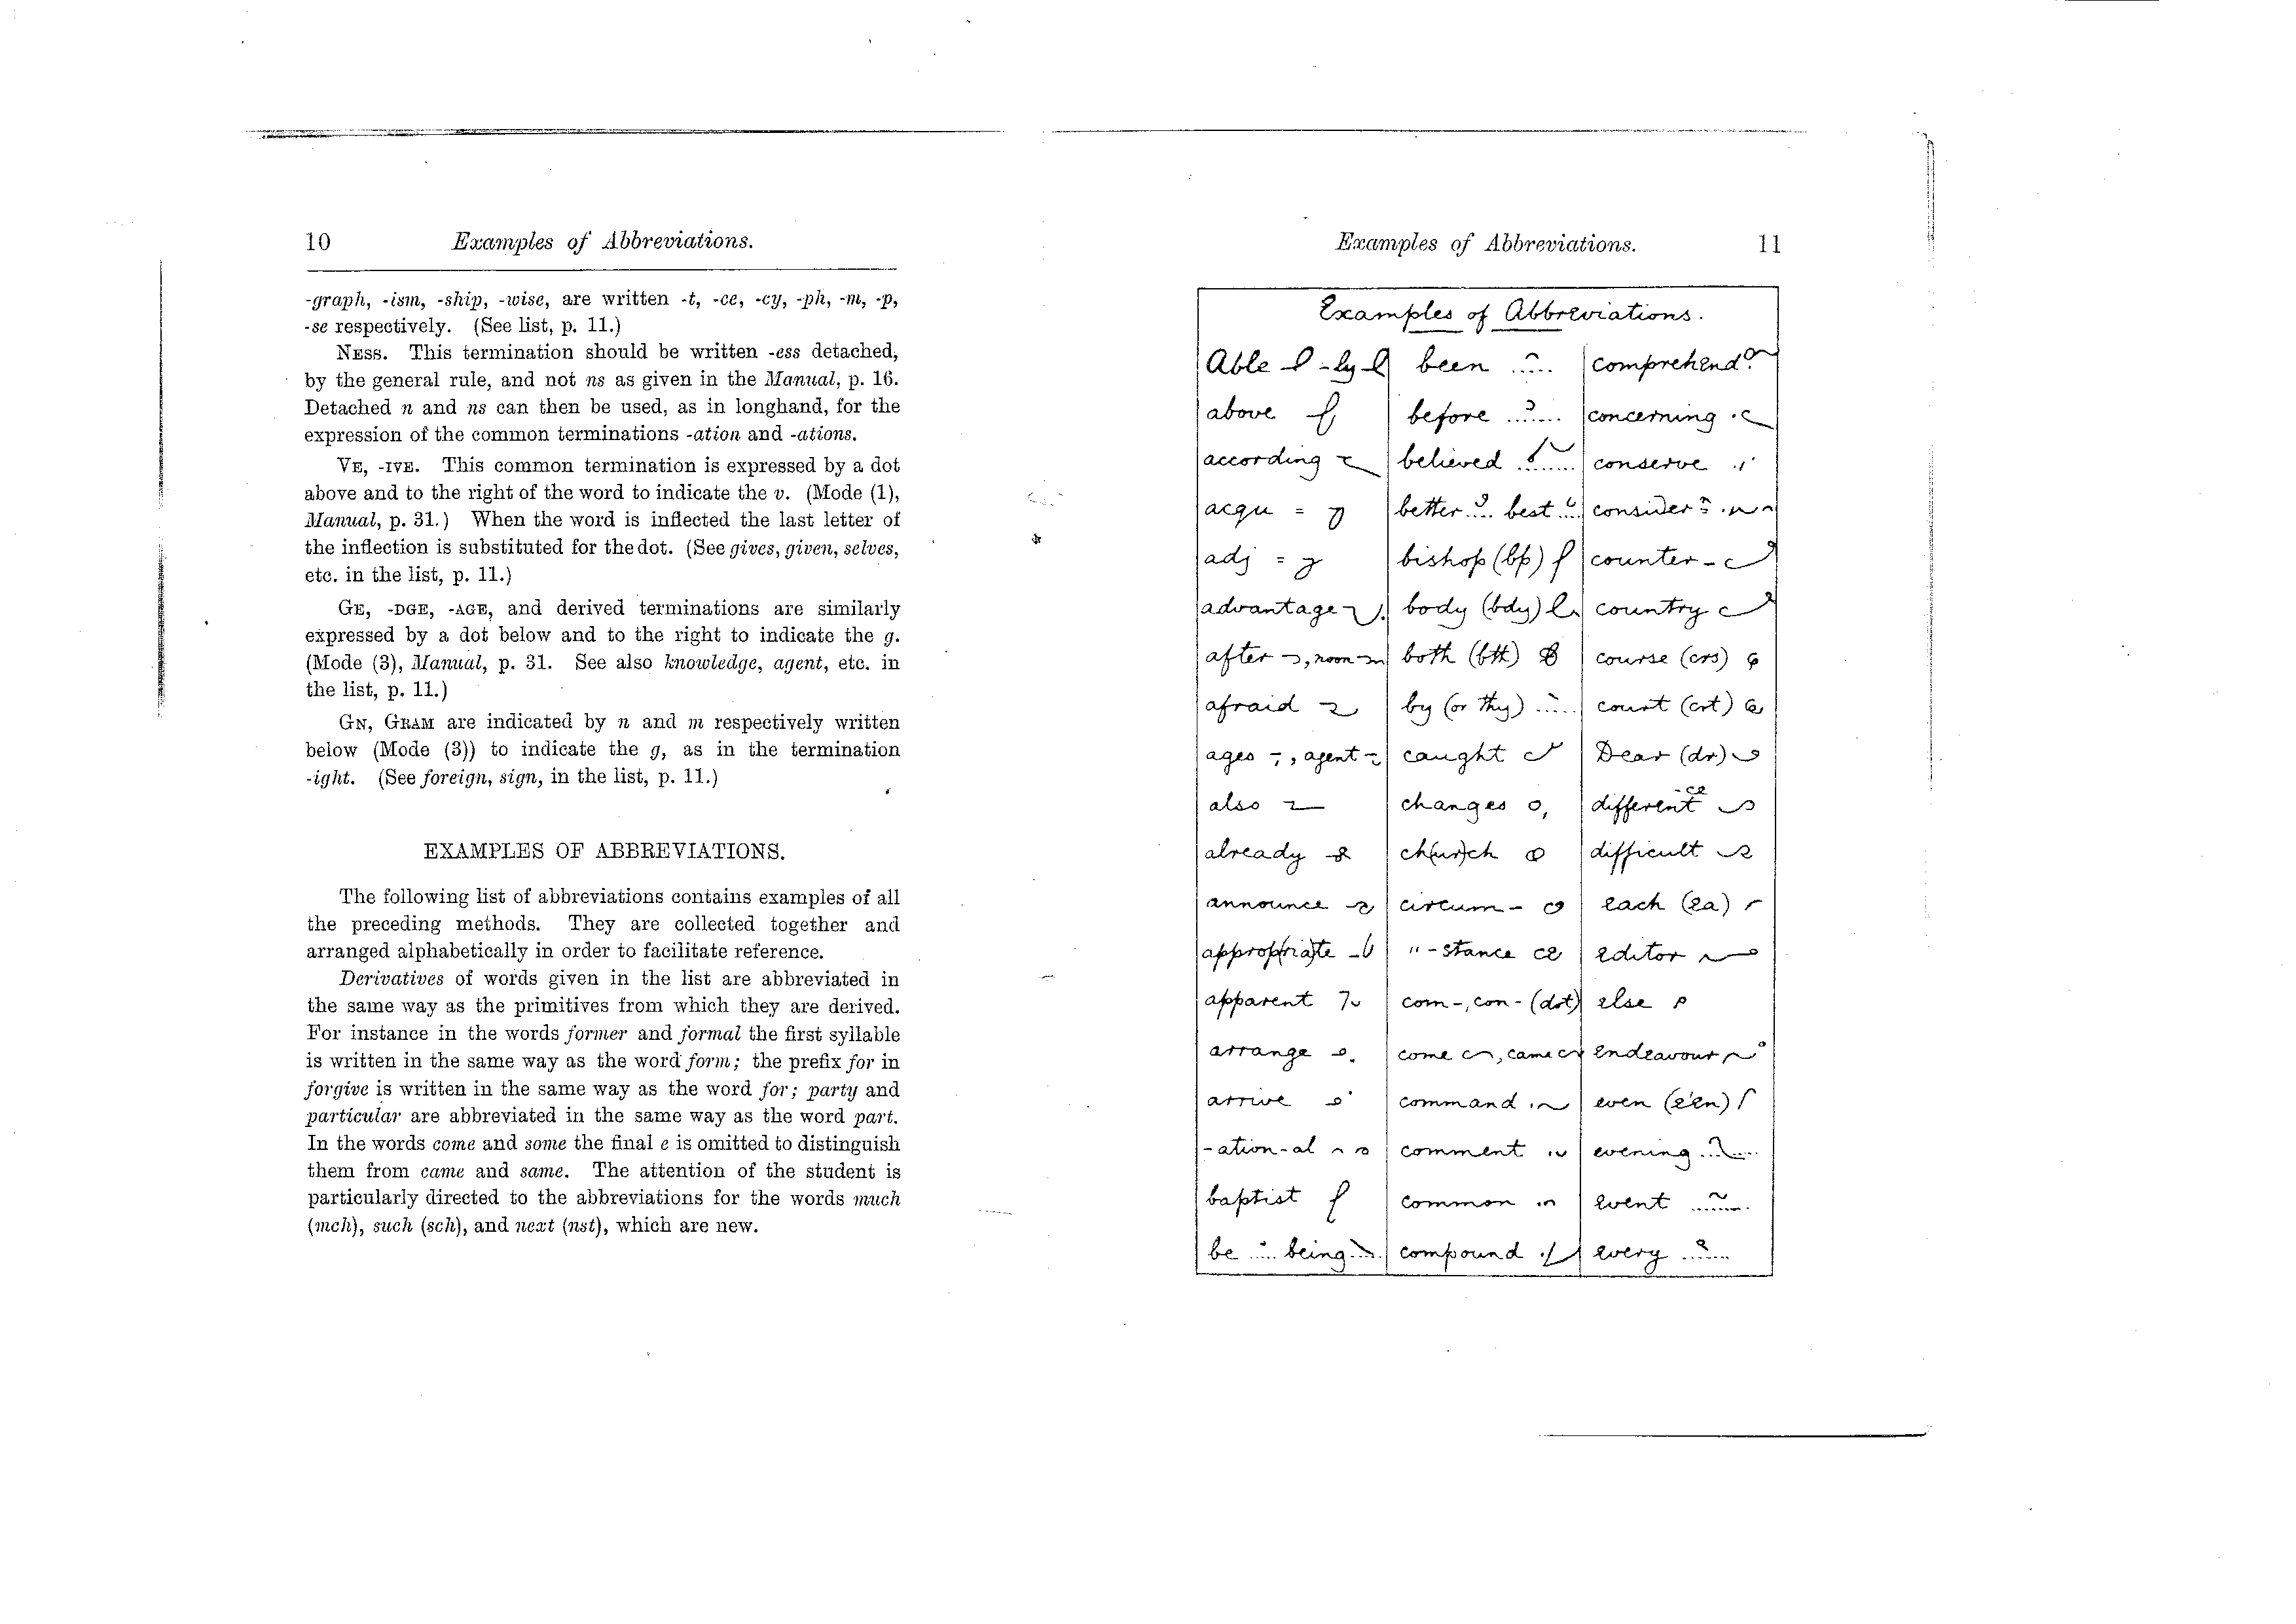 10 Examples of Abbreviations.
-graph, -ism, -ship, -wise, are written -t, -ce, -cy, -ph, -m, -p,
-se respectively. (See list, p. 11.)
NESS. This termination should be written -ess detached,
by the general rule, and not ns as given in the Manual, p. 16.
Detached n and ns can then be used, as in longhand, for the
expression of the common terminations -ation and -ations.
VE, -IVE. This common termination is expressed by a dot
above and to the right of the word to indicate the v. (Mode (1),
Manual, p. 31.) When the word is inflected the last letter of
the inflection is substituted for the dot. (See gives, given, selves,
etc. in the list, p. 11.)
GE, -DGE, -AGE, and derived terminations are similarly
expressed by a dot below and to the right to indicate the g.
(Mode (3), Manual, p. 31. See also knowledge, agent, etc. in
the list, p. 11.)
GN, GRAM are indicated by n and m respectively written
below (Mode (3)) to indicate the g, as in the termination
-ight. (See foreign, sign, in the list, p. 11.)
EXAMPLES OF ABBREVIATIONS.
The following list of abbreviations contains examples of all
the preceding methods. They are collected together and
arranged alphabetically in order to facilitate reference.
Derivatives of words given in the list are abbreviated in
the same way as the primitives from which they are derived.
For instance in the words former and formal the first syllable
is written in the same way as the word form; the prefix for in
forgive is written in the same way as the word for; party and
particular are abbreviated in the same way as the word part.
In the words come and some the final e is omitted to distinguish
them from came and same. The attention of the student is
particularly directed to the abbreviations for the words much
(mch), such (sch), and next (nst), which are new.
Examples of Abbreviations. 11
Examples of Abbreviations.
Able -ly
above
according
acqu =
adj =
advantage
after , noon
afraid
ages , agent
also
already
announce
appropriate
apparent
arrange
arrive
-ation-al
baptist
be being
been
before
believed
better best
bishop (bp)
body (bdy)
both (bth)
by (or thy)
caught
changes
ch(ur)ch
circum-
" -stance
com-, con- (dot)
come , came
command
comment
common
compound
comprehend
concerning
conserve
consider
counter-
country
course (crs)
court (crt)
Dear (dr)
different -ce
difficult
each (ea)
editor
else
endeavour
even (e'en)
evening
event
every